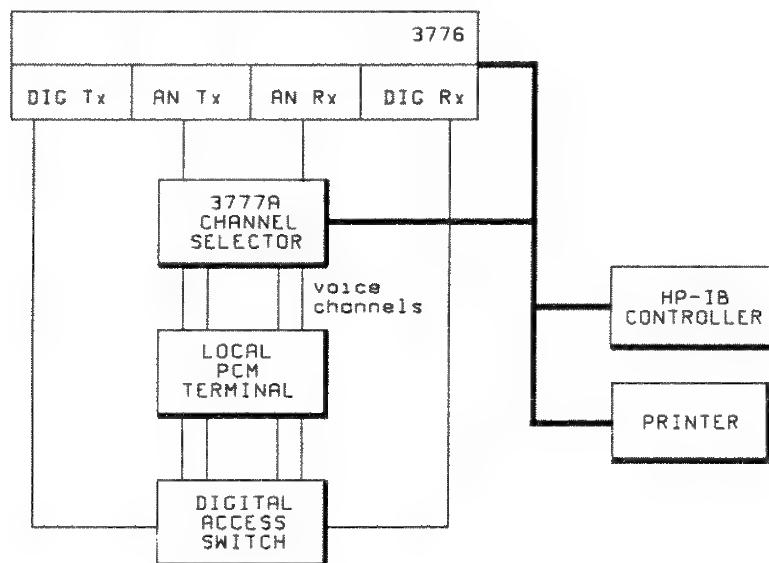 3776
DIG Tx AN Tx AN Rx DIG Rx
3777A
CHANNEL
SELECTOR
voice
channels
HP-IB
CONTROLLER
LOCAL
PCM
TERMINAL
PRINTER
DIGITAL
ACCESS
SWITCH